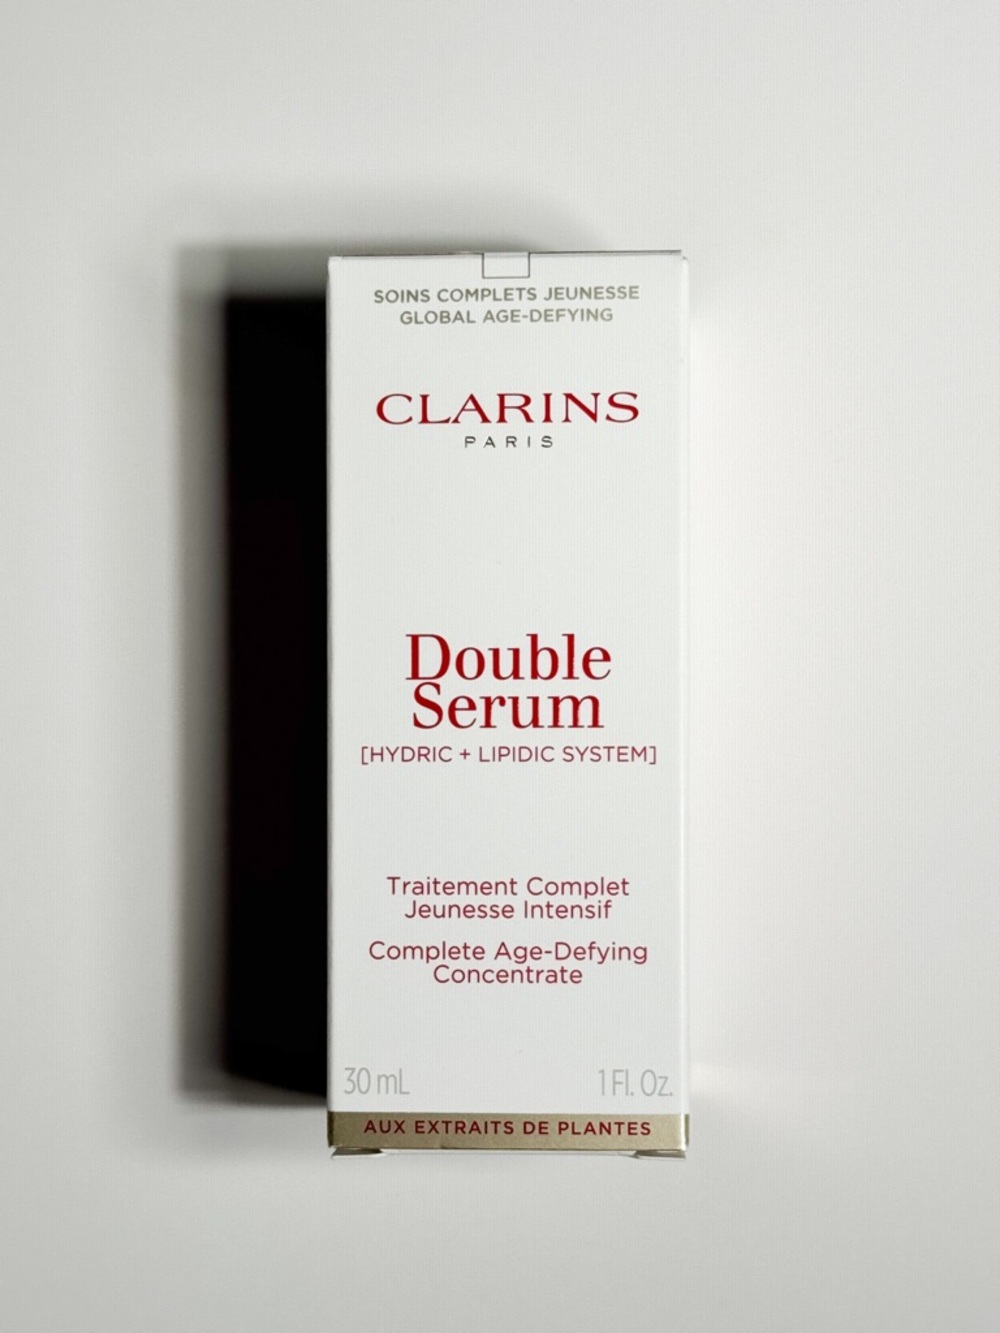 SOINS COMPLETS JEUNESSE
GLOBAL AGE-DEFYING
CLARINS
PARIS
Double
Serum
[HYDRIC + LIPIDIC SYSTEM]
Traitement Complet
Jeunesse Intensif
Complete Age-Defying
Concentrate
30 mL 1 Fl. Oz.
AUX EXTRAITS DE PLANTES